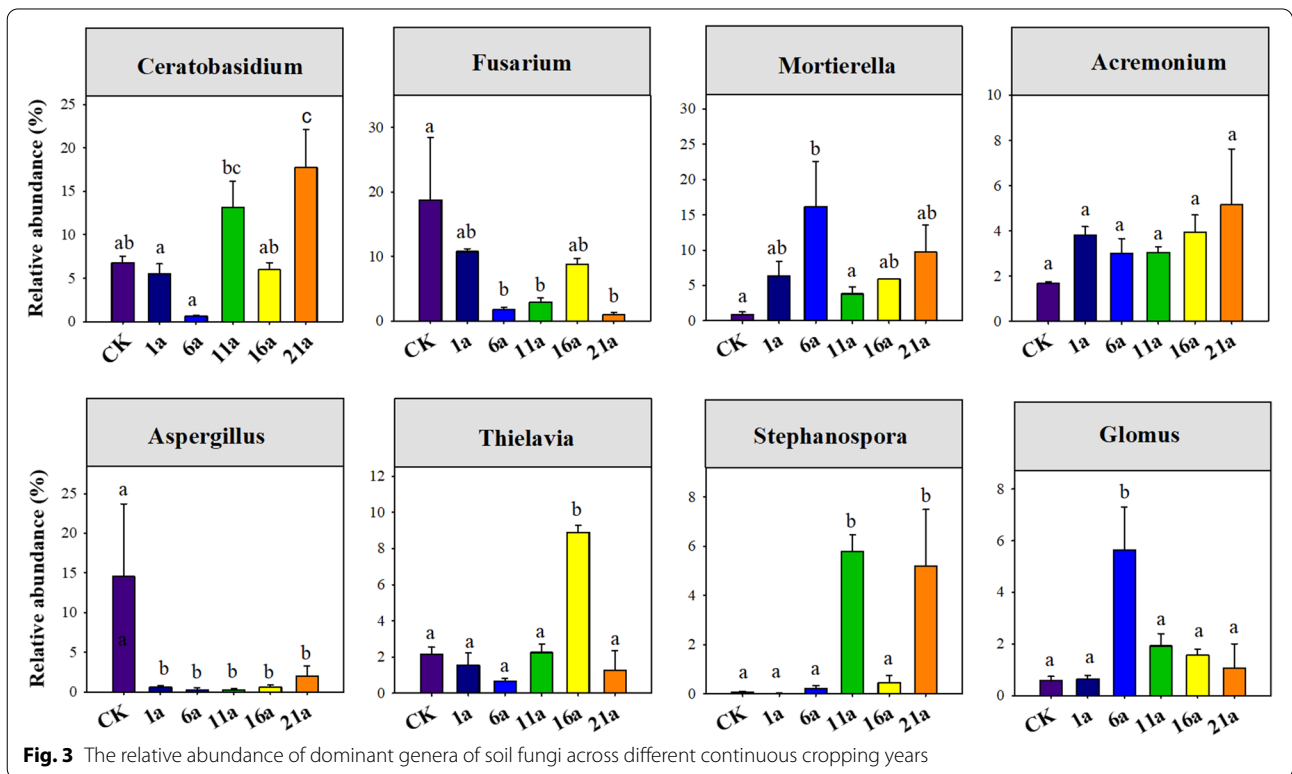 Ceratobasidium
Fusarium
Mortierella
Acremonium
Relative abundance (%)
25
20
15
10
5
0
ab
a
a
bc
ab
c
CK
1a
6a
11a
16a
21a
30
20
10
0
a
ab
b
b
ab
b
CK
1a
6a
11a
16a
21a
30
25
20
15
10
5
0
a
ab
b
a
ab
ab
CK
1a
6a
11a
16a
21a
10
8
6
4
2
0
a
a
a
a
a
a
CK
1a
6a
11a
16a
21a
Aspergillus
Thielavia
Stephanospora
Glomus
Relative abundance (%)
25
20
15
10
5
0
a
a
b
b
b
b
b
CK
1a
6a
11a
16a
21a
12
10
8
6
4
2
0
a
a
a
a
b
a
CK
1a
6a
11a
16a
21a
8
6
4
2
0
a
a
a
b
a
b
CK
1a
6a
11a
16a
21a
8
6
4
2
0
a
a
b
a
a
a
CK
1a
6a
11a
16a
21a
Fig. 3 The relative abundance of dominant genera of soil fungi across different continuous cropping years